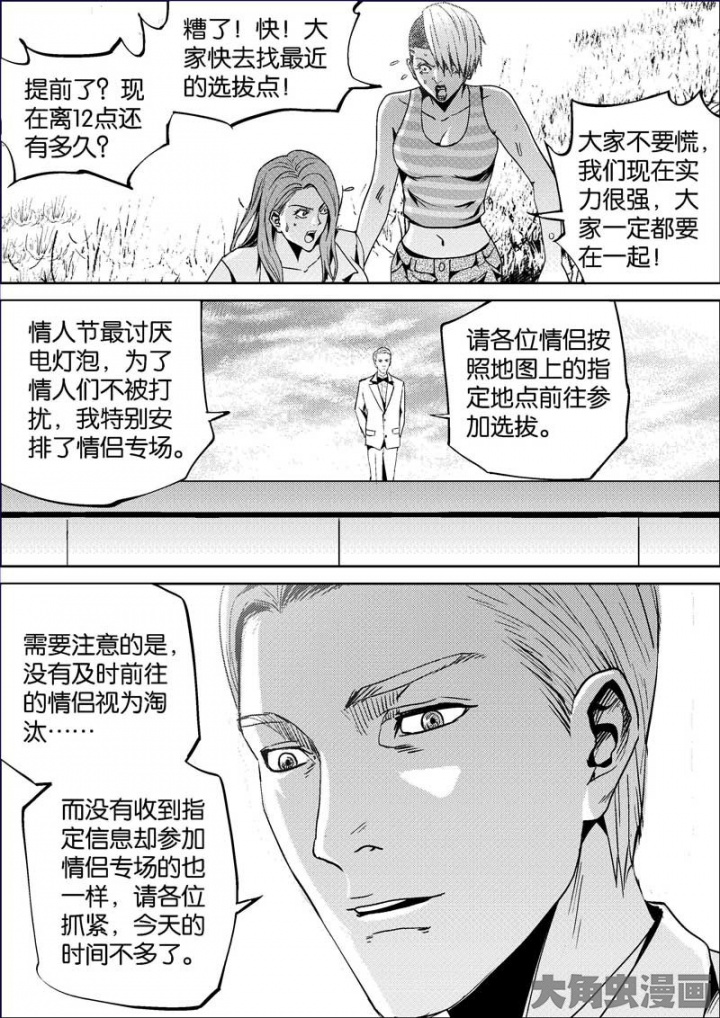 糟了！快！大
家快去找最近
的选拔点！
提前了？现
在离12点还
有多久？
大家不要慌，
我们现在实
力很强，大
家一定都要
在一起！
情人节最讨厌
电灯泡，为了
情人们不被打
扰，我特别安
排了情侣专场。
请各位情侣按
照地图上的指
定地点前往参
加选拔。
需要注意的是，
没有及时前往
的情侣视为淘
汰……
而没有收到指
定信息却参加
情侣专场的也
一样，请各位
抓紧，今天的
时间不多了。
大角虫漫画